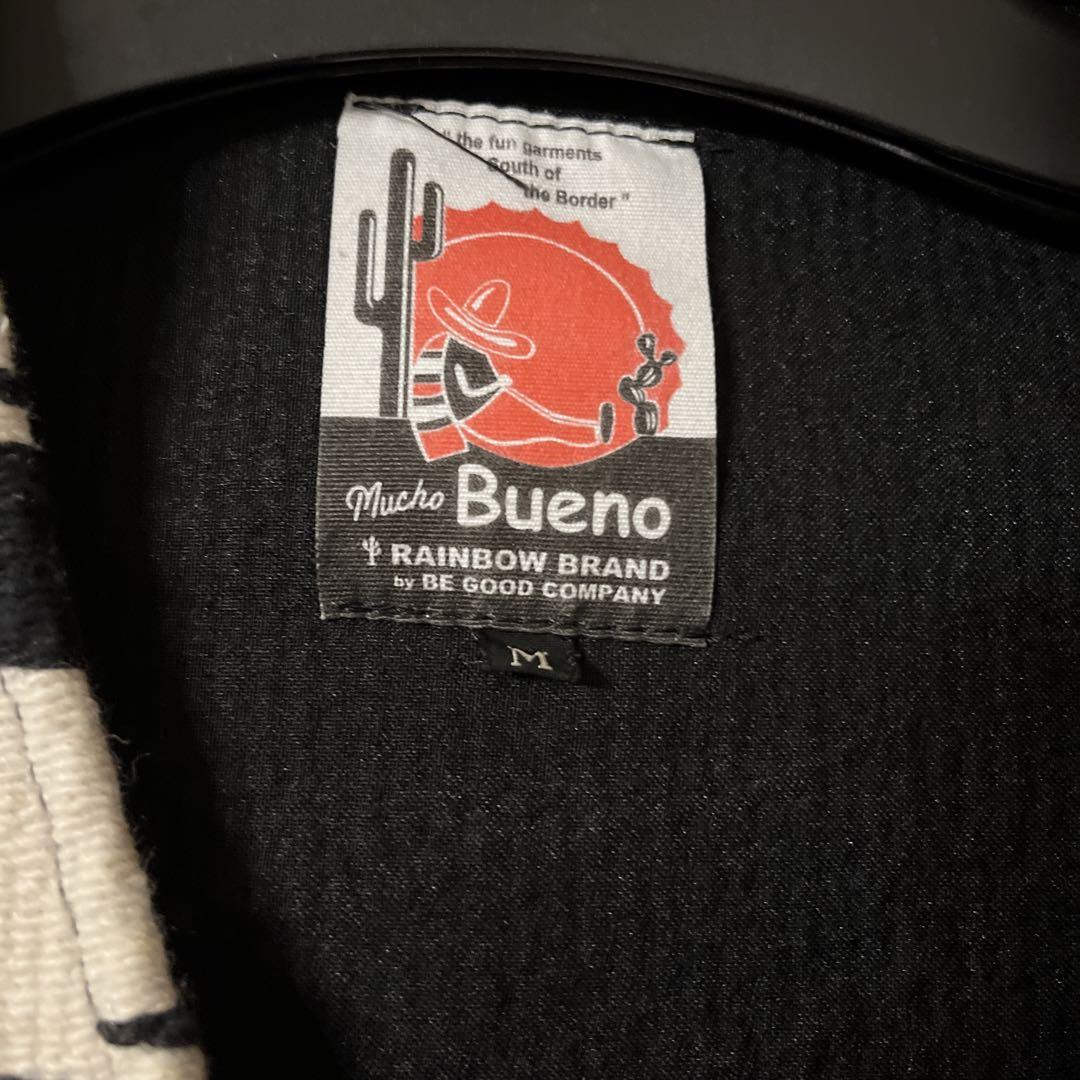 " the fun garments
South of
the Border "
Mucho Bueno
RAINBOW BRAND
by BE GOOD COMPANY
M